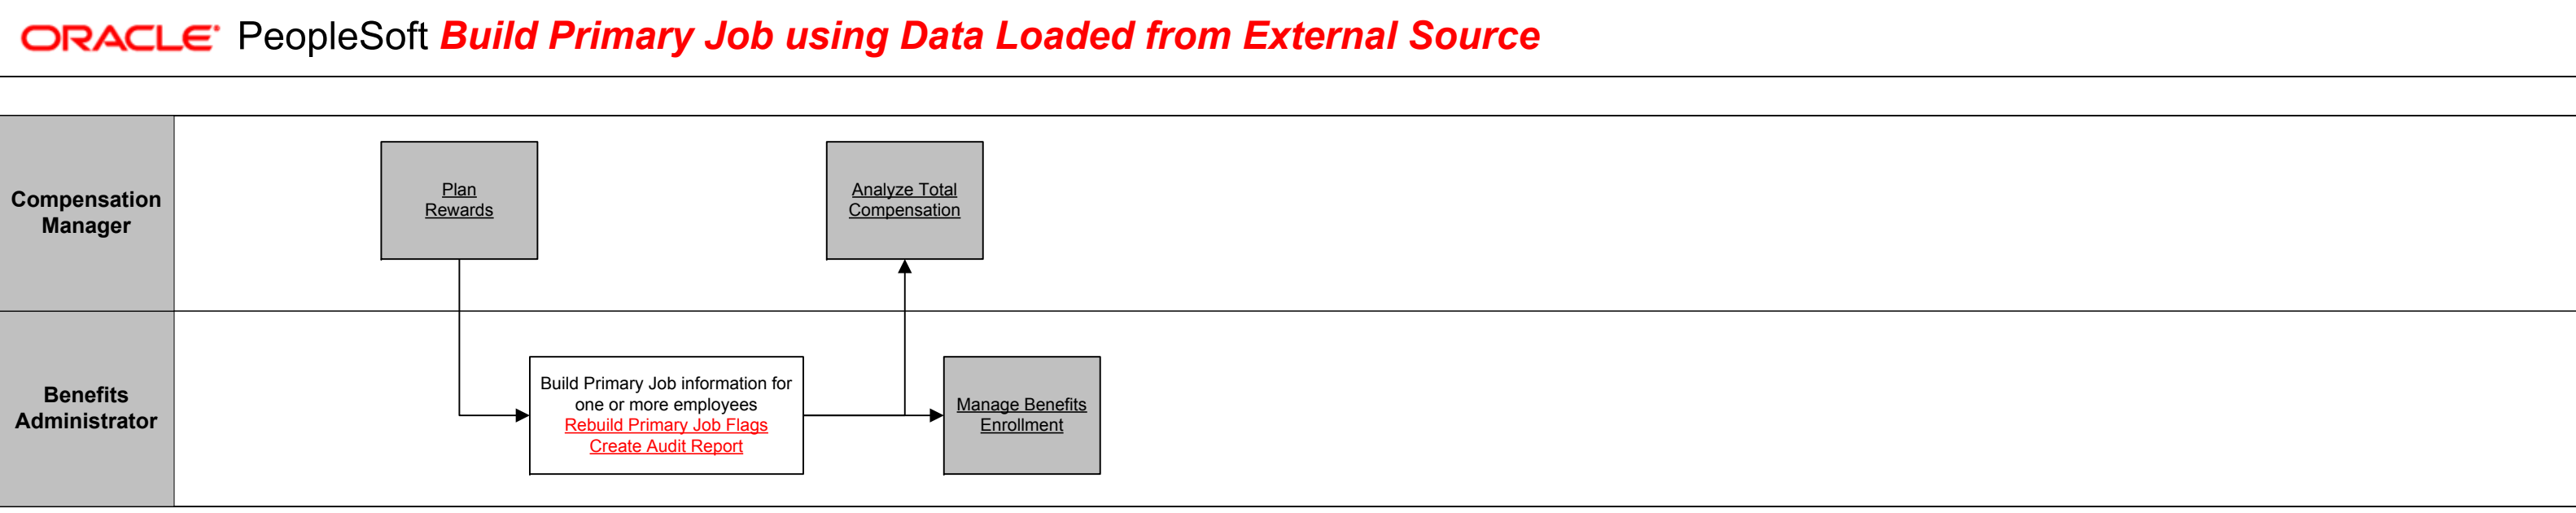 ORACLE PeopleSoft Build Primary Job using Data Loaded from External Source
Compensation
Manager
Plan
Rewards
Analyze Total
Compensation
Benefits
Administrator
Build Primary Job information for
one or more employees
Rebuild Primary Job Flags
Create Audit Report
Manage Benefits
Enrollment